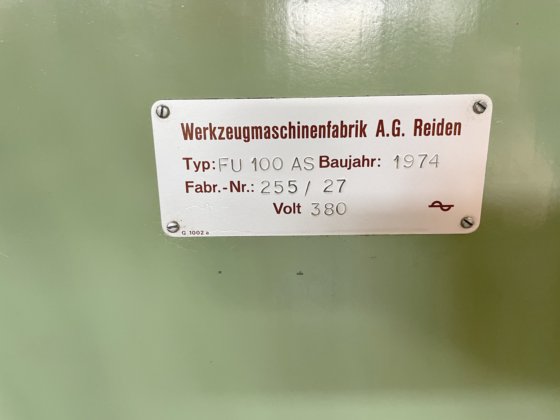 Werkzeugmaschinenfabrik A.G. Reiden
Typ: FU 100 AS Baujahr: 1974
Fabr.-Nr.: 255 / 27
Volt 380
G 1002 a